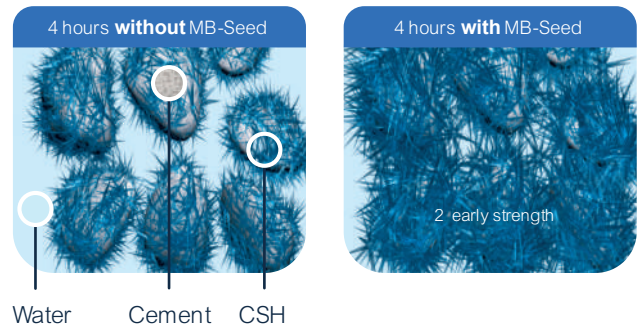 4 hours without MB-Seed
4 hours with MB-Seed
2 early strength
Water
Cement
CSH